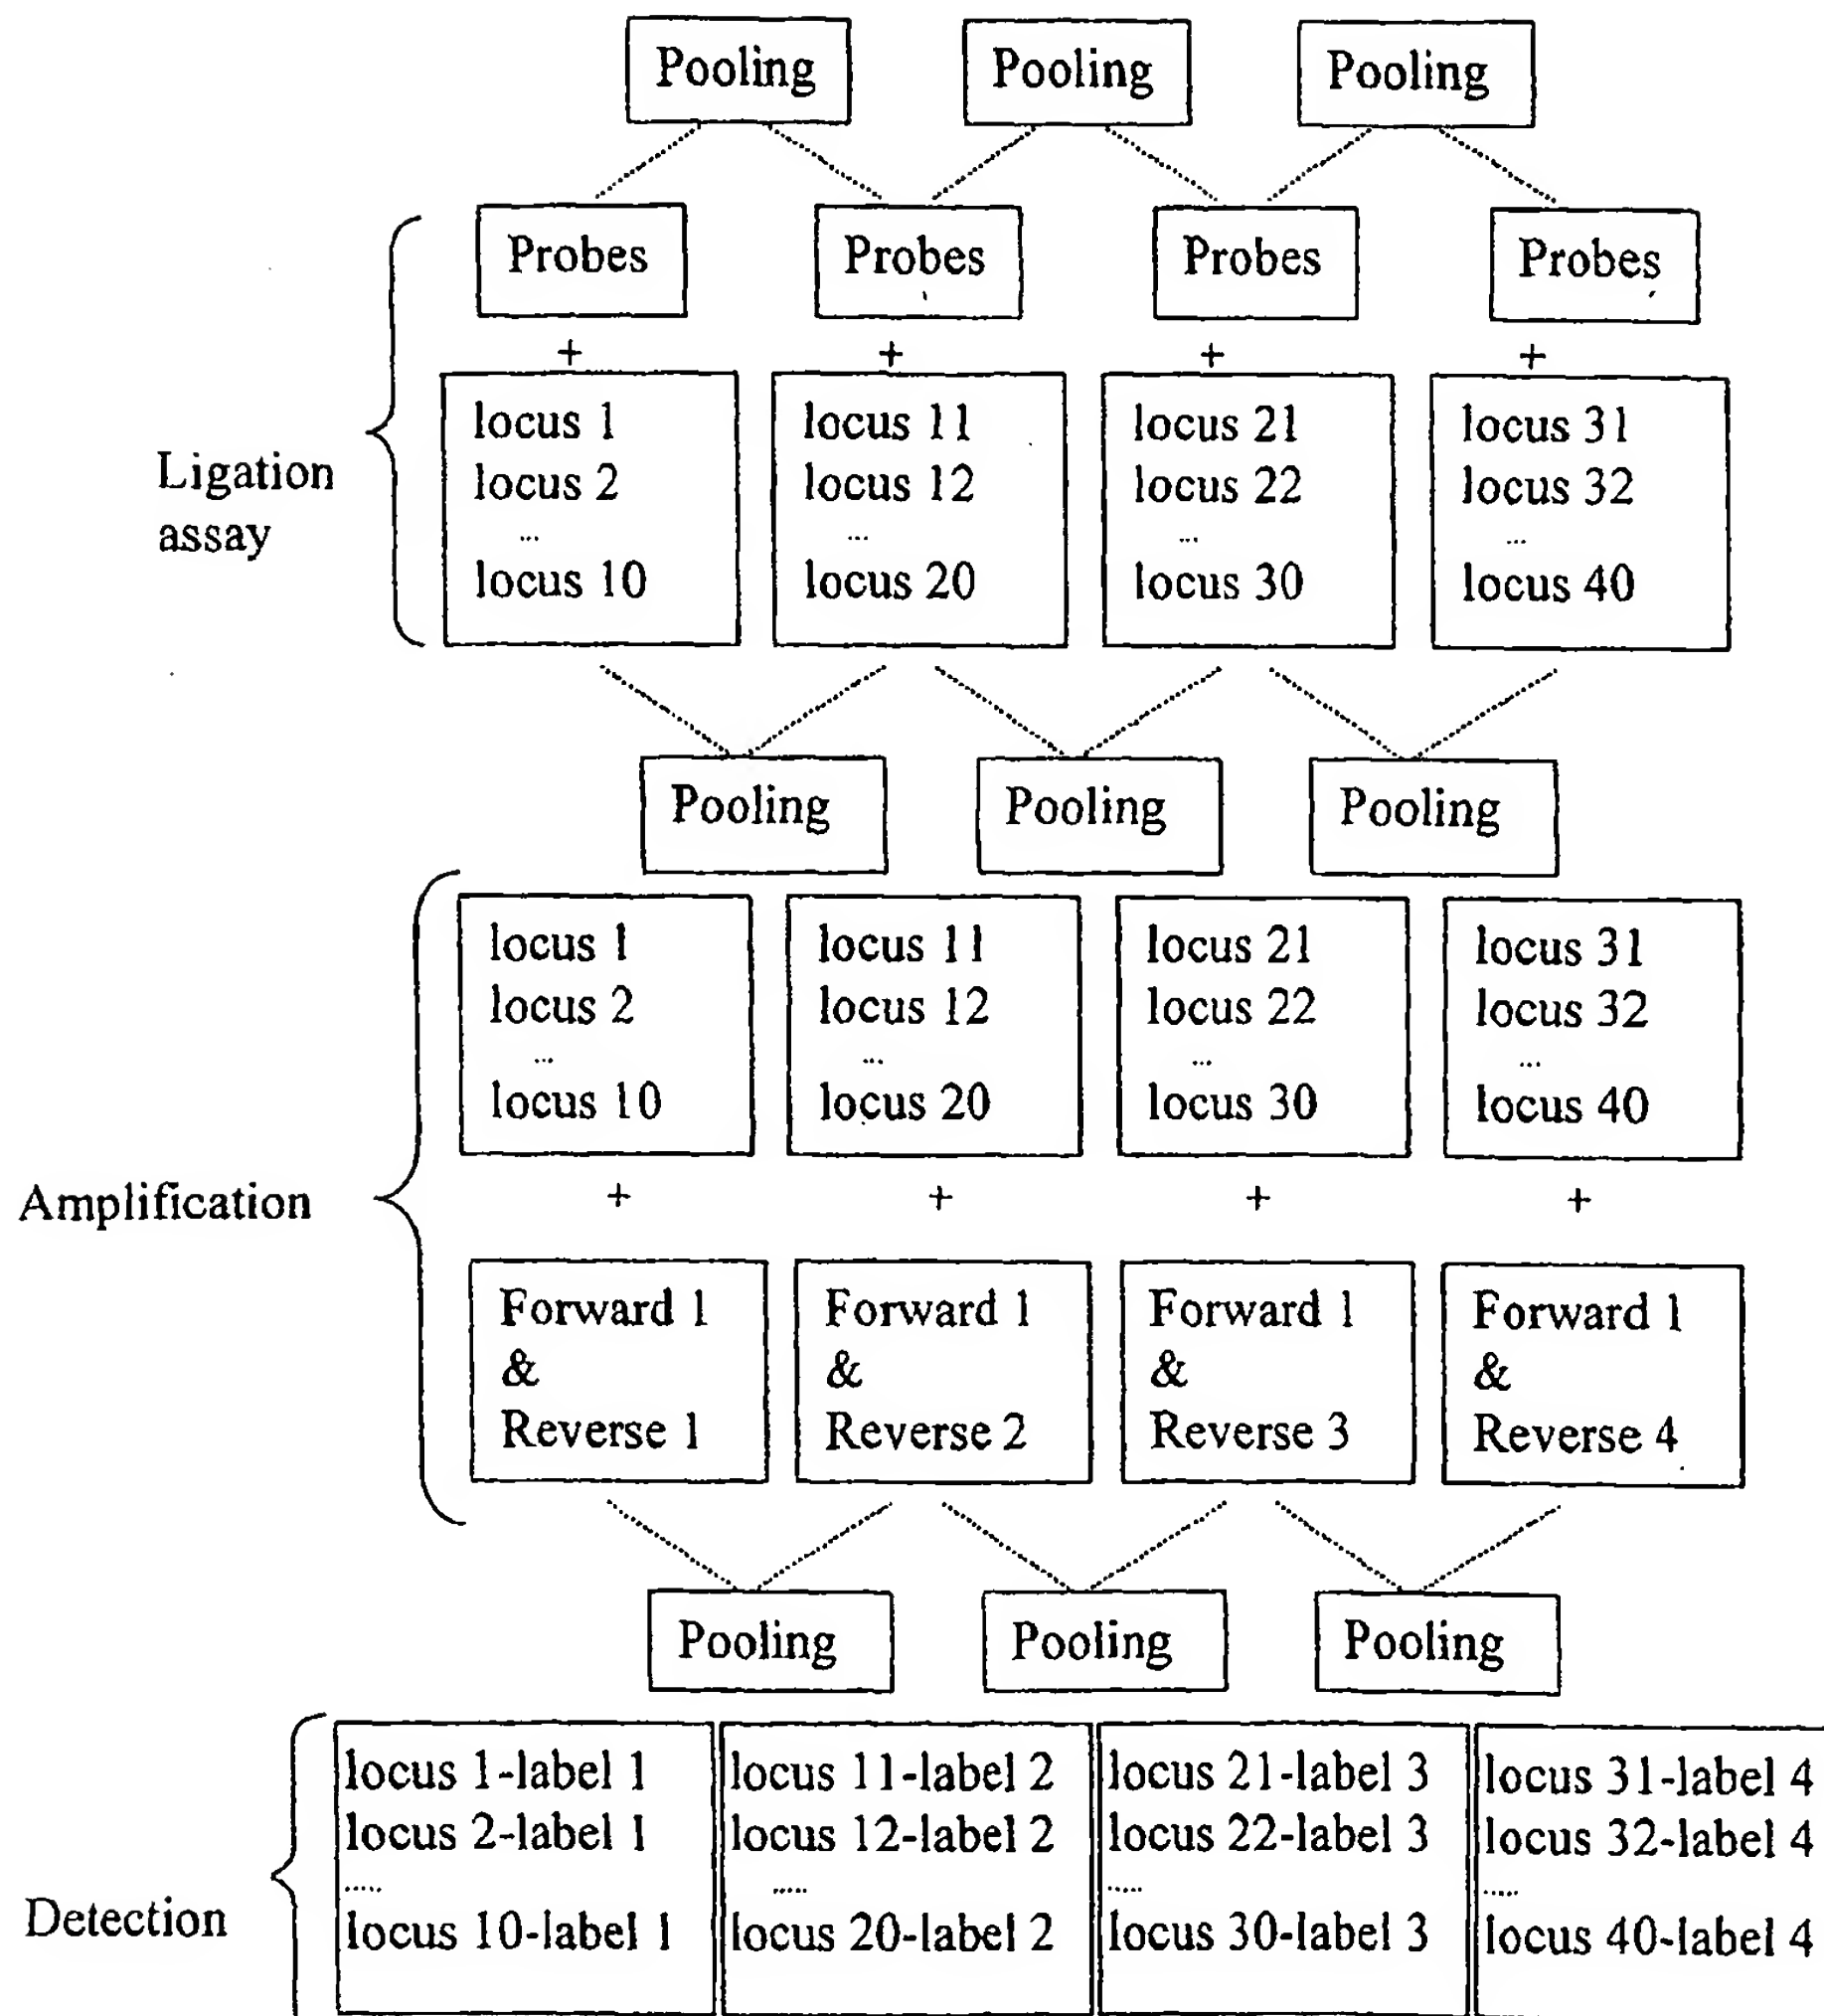 Pooling Pooling Pooling
Probes Probes Probes Probes
+ + + +
Ligation
assay
locus 1
locus 2
...
locus 10
locus 11
locus 12
...
locus 20
locus 21
locus 22
...
locus 30
locus 31
locus 32
...
locus 40
Pooling Pooling Pooling
Amplification
locus 1
locus 2
...
locus 10
locus 11
locus 12
...
locus 20
locus 21
locus 22
...
locus 30
locus 31
locus 32
...
locus 40
+ + + +
Forward 1
&
Reverse 1
Forward 1
&
Reverse 2
Forward 1
&
Reverse 3
Forward 1
&
Reverse 4
Pooling Pooling Pooling
Detection
locus 1-label 1
locus 2-label 1
.....
locus 10-label 1
locus 11-label 2
locus 12-label 2
.....
locus 20-label 2
locus 21-label 3
locus 22-label 3
.....
locus 30-label 3
locus 31-label 4
locus 32-label 4
.....
locus 40-label 4